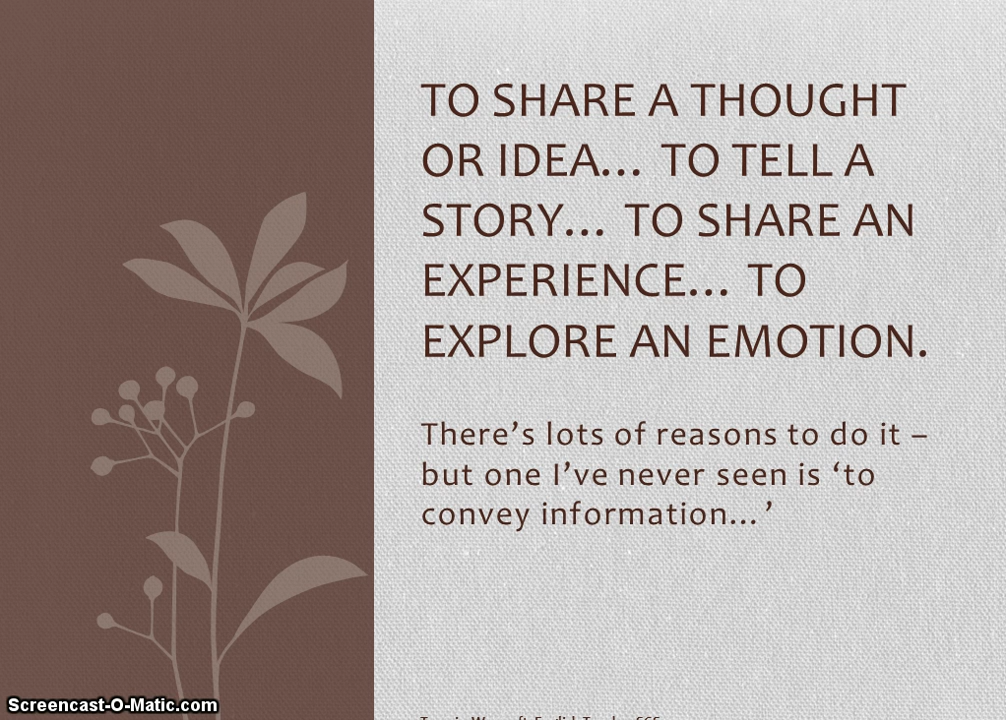 TO SHARE A THOUGHT
OR IDEA... TO TELL A
STORY... TO SHARE AN
EXPERIENCE... TO
EXPLORE AN EMOTION.
There’s lots of reasons to do it –
but one I’ve never seen is ‘to
convey information...’
Screencast-O-Matic.com